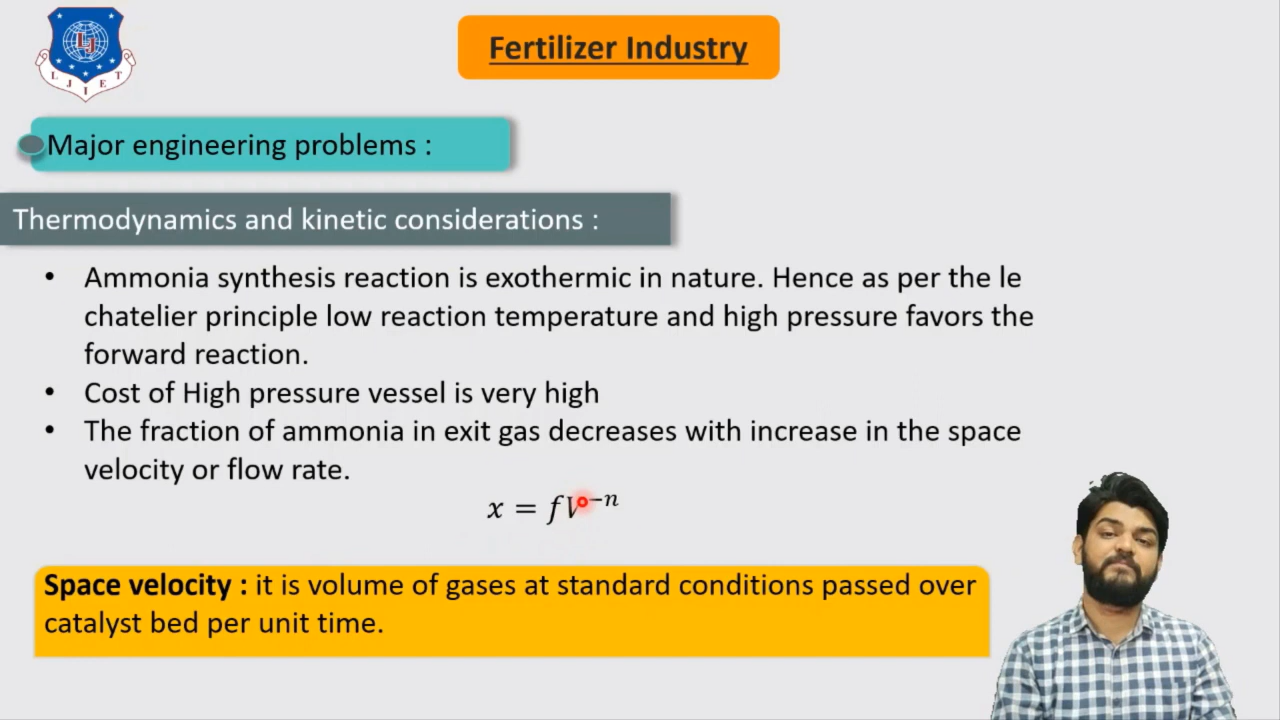 LJ
L J I E T
Fertilizer Industry
Major engineering problems :
Thermodynamics and kinetic considerations :
• Ammonia synthesis reaction is exothermic in nature. Hence as per the le
chatelier principle low reaction temperature and high pressure favors the
forward reaction.
• Cost of High pressure vessel is very high
• The fraction of ammonia in exit gas decreases with increase in the space
velocity or flow rate.
x = fV⁻ⁿ
Space velocity : it is volume of gases at standard conditions passed over
catalyst bed per unit time.